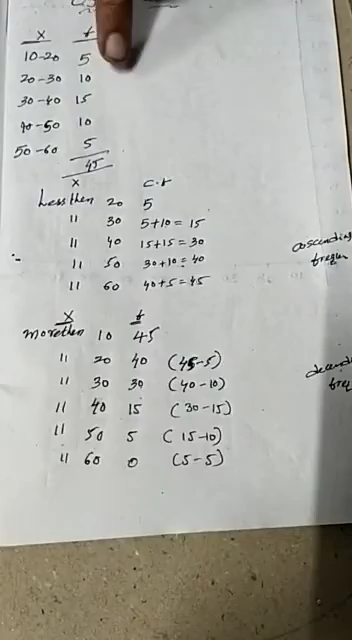 X f
10-20 5
20-30 10
30-40 15
40-50 10
50-60 5
45
X C.f
Less then 20 5
" 30 5+10=15
" 40 15+15=30
" 50 30+10=40
" 60 40+5=45
X f
more then 10 45
" 20 40 (45-5)
" 30 30 (40-10)
" 40 15 (30-15)
" 50 5 (15-10)
" 60 0 (5-5)